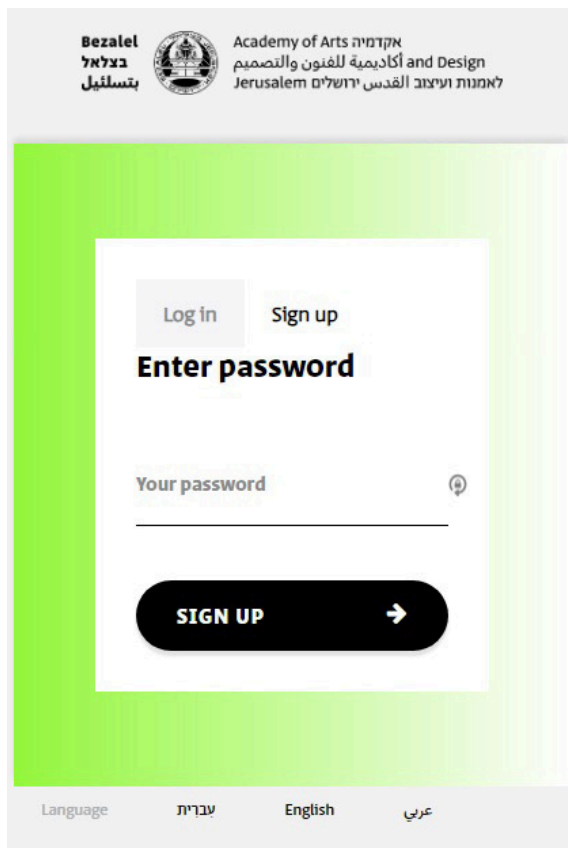 Bezalel
בצלאל
بتسلئيل
Academy of Arts אקדמיה
and Design أكاديمية للفنون والتصميم
Jerusalem לאמנות ועיצוב القدس ירושלים
Log in
Sign up
Enter password
Your password
SIGN UP
Language
עברית
English
عربي